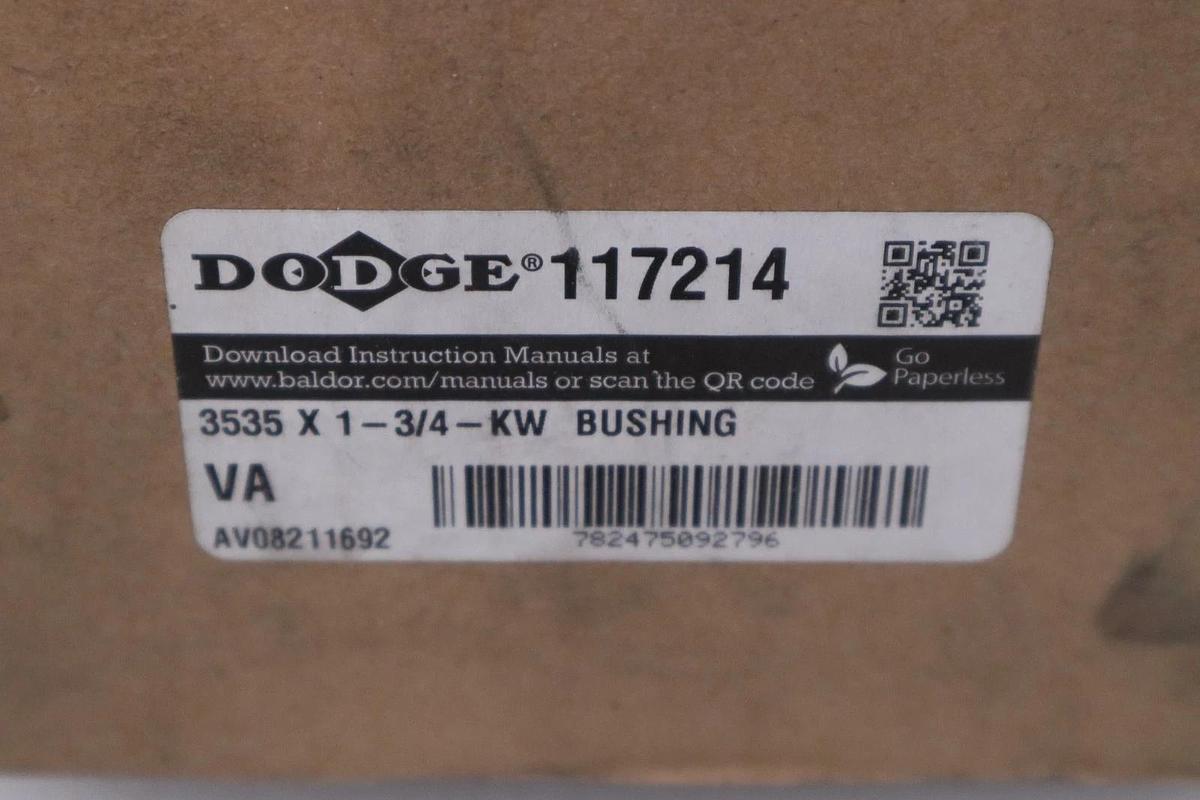 DODGE® 117214
Download Instruction Manuals at
www.baldor.com/manuals or scan the QR code
Go
Paperless
3535 X 1-3/4-KW BUSHING
VA
AV08211692
782475092796